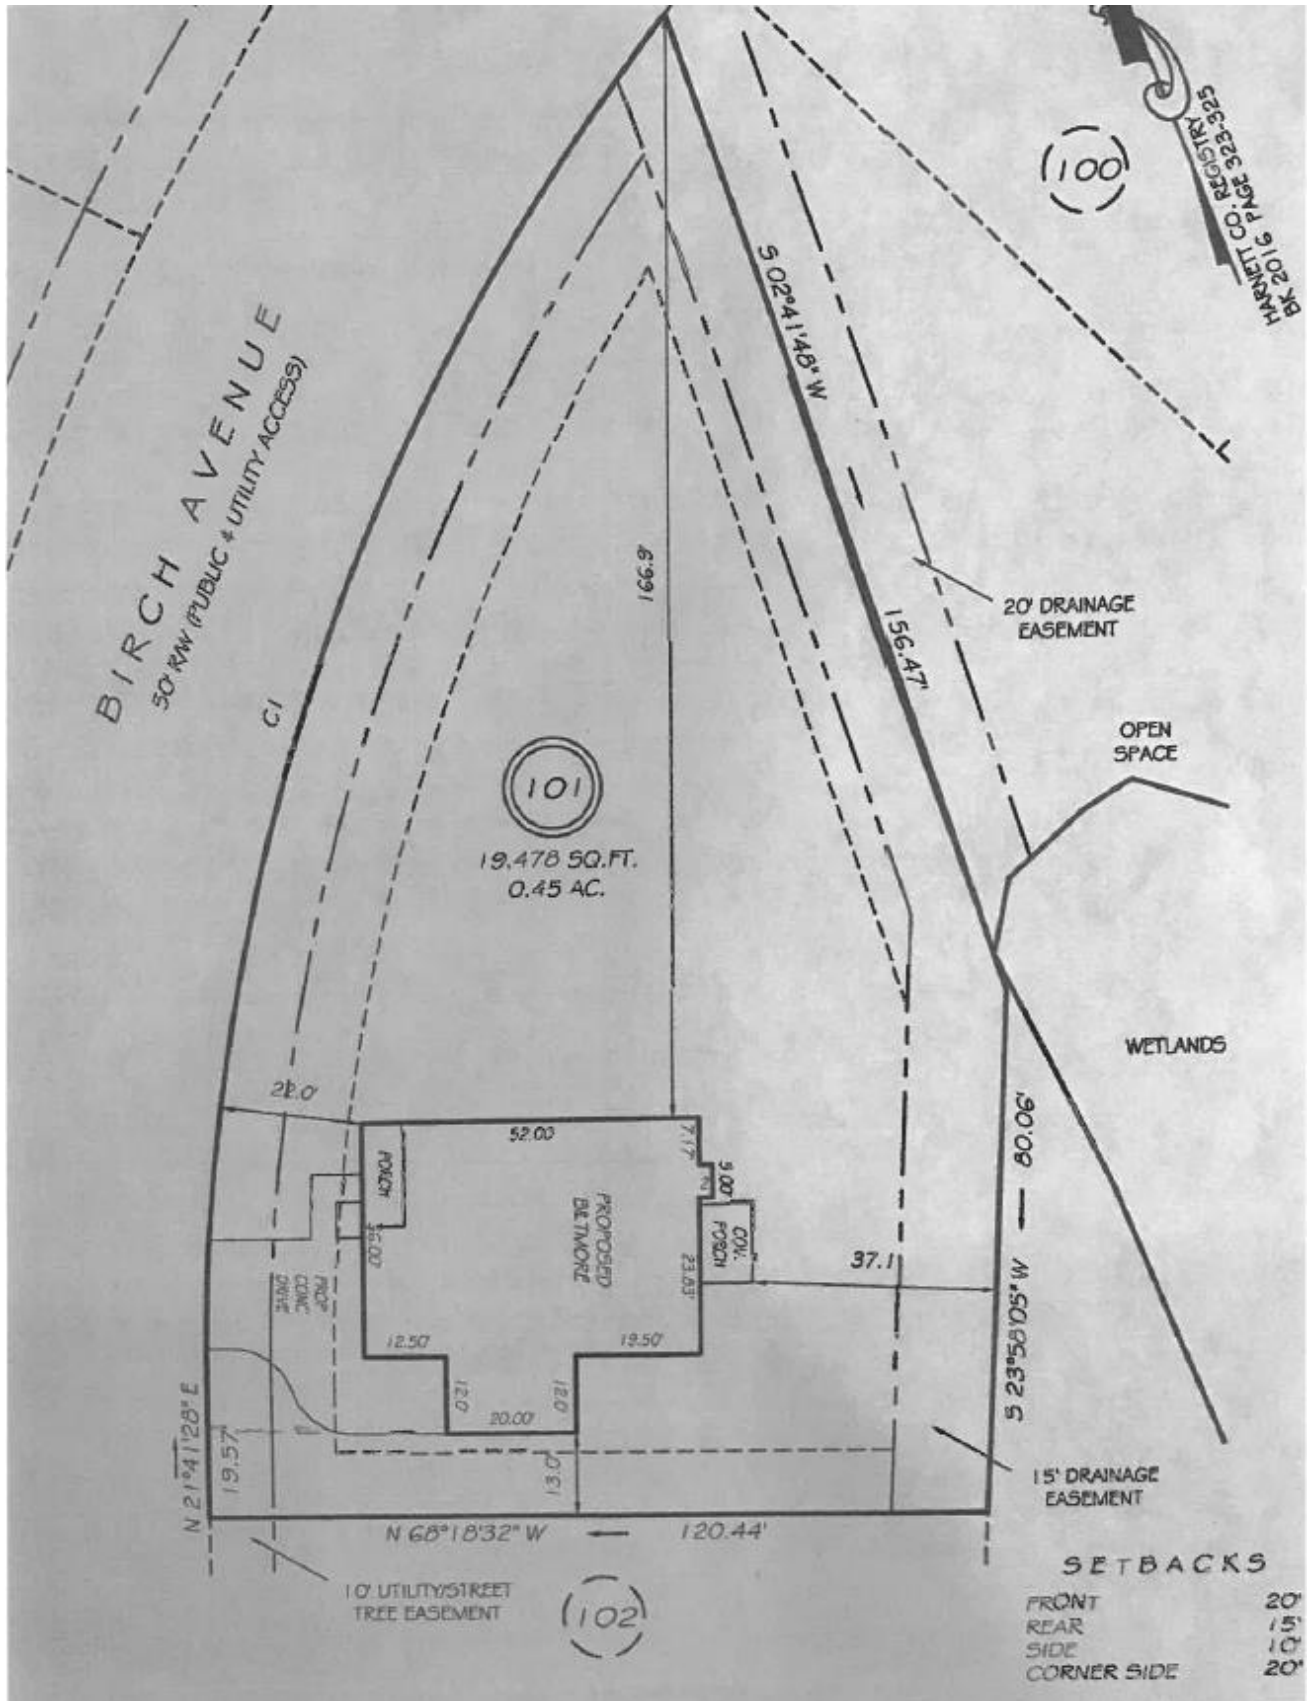 HARNETT CO. REGISTRY
BK 2016 PAGE 323-325
100
S 02°41'48" W
156.47'
BIRCH AVENUE
50' R/W (PUBLIC & UTILITY ACCESS)
C1
166.9'
20' DRAINAGE
EASEMENT
OPEN
SPACE
101
19,478 SQ.FT.
0.45 AC.
WETLANDS
22.0'
52.00
7.17'
PORCH
36.00'
PROPOSED
BILTMORE
COV.
PORCH
23.83'
37.1
80.06'
S 23°58'05" W
PROP
CONC
DRIVE
12.50'
19.50'
12.0'
20.00'
12.0'
13.0'
N 21°41'28" E
19.57'
N 68°18'32" W
120.44'
15' DRAINAGE
EASEMENT
10' UTILITY/STREET
TREE EASEMENT
102
SETBACKS
FRONT 20'
REAR 15'
SIDE 10'
CORNER SIDE 20'